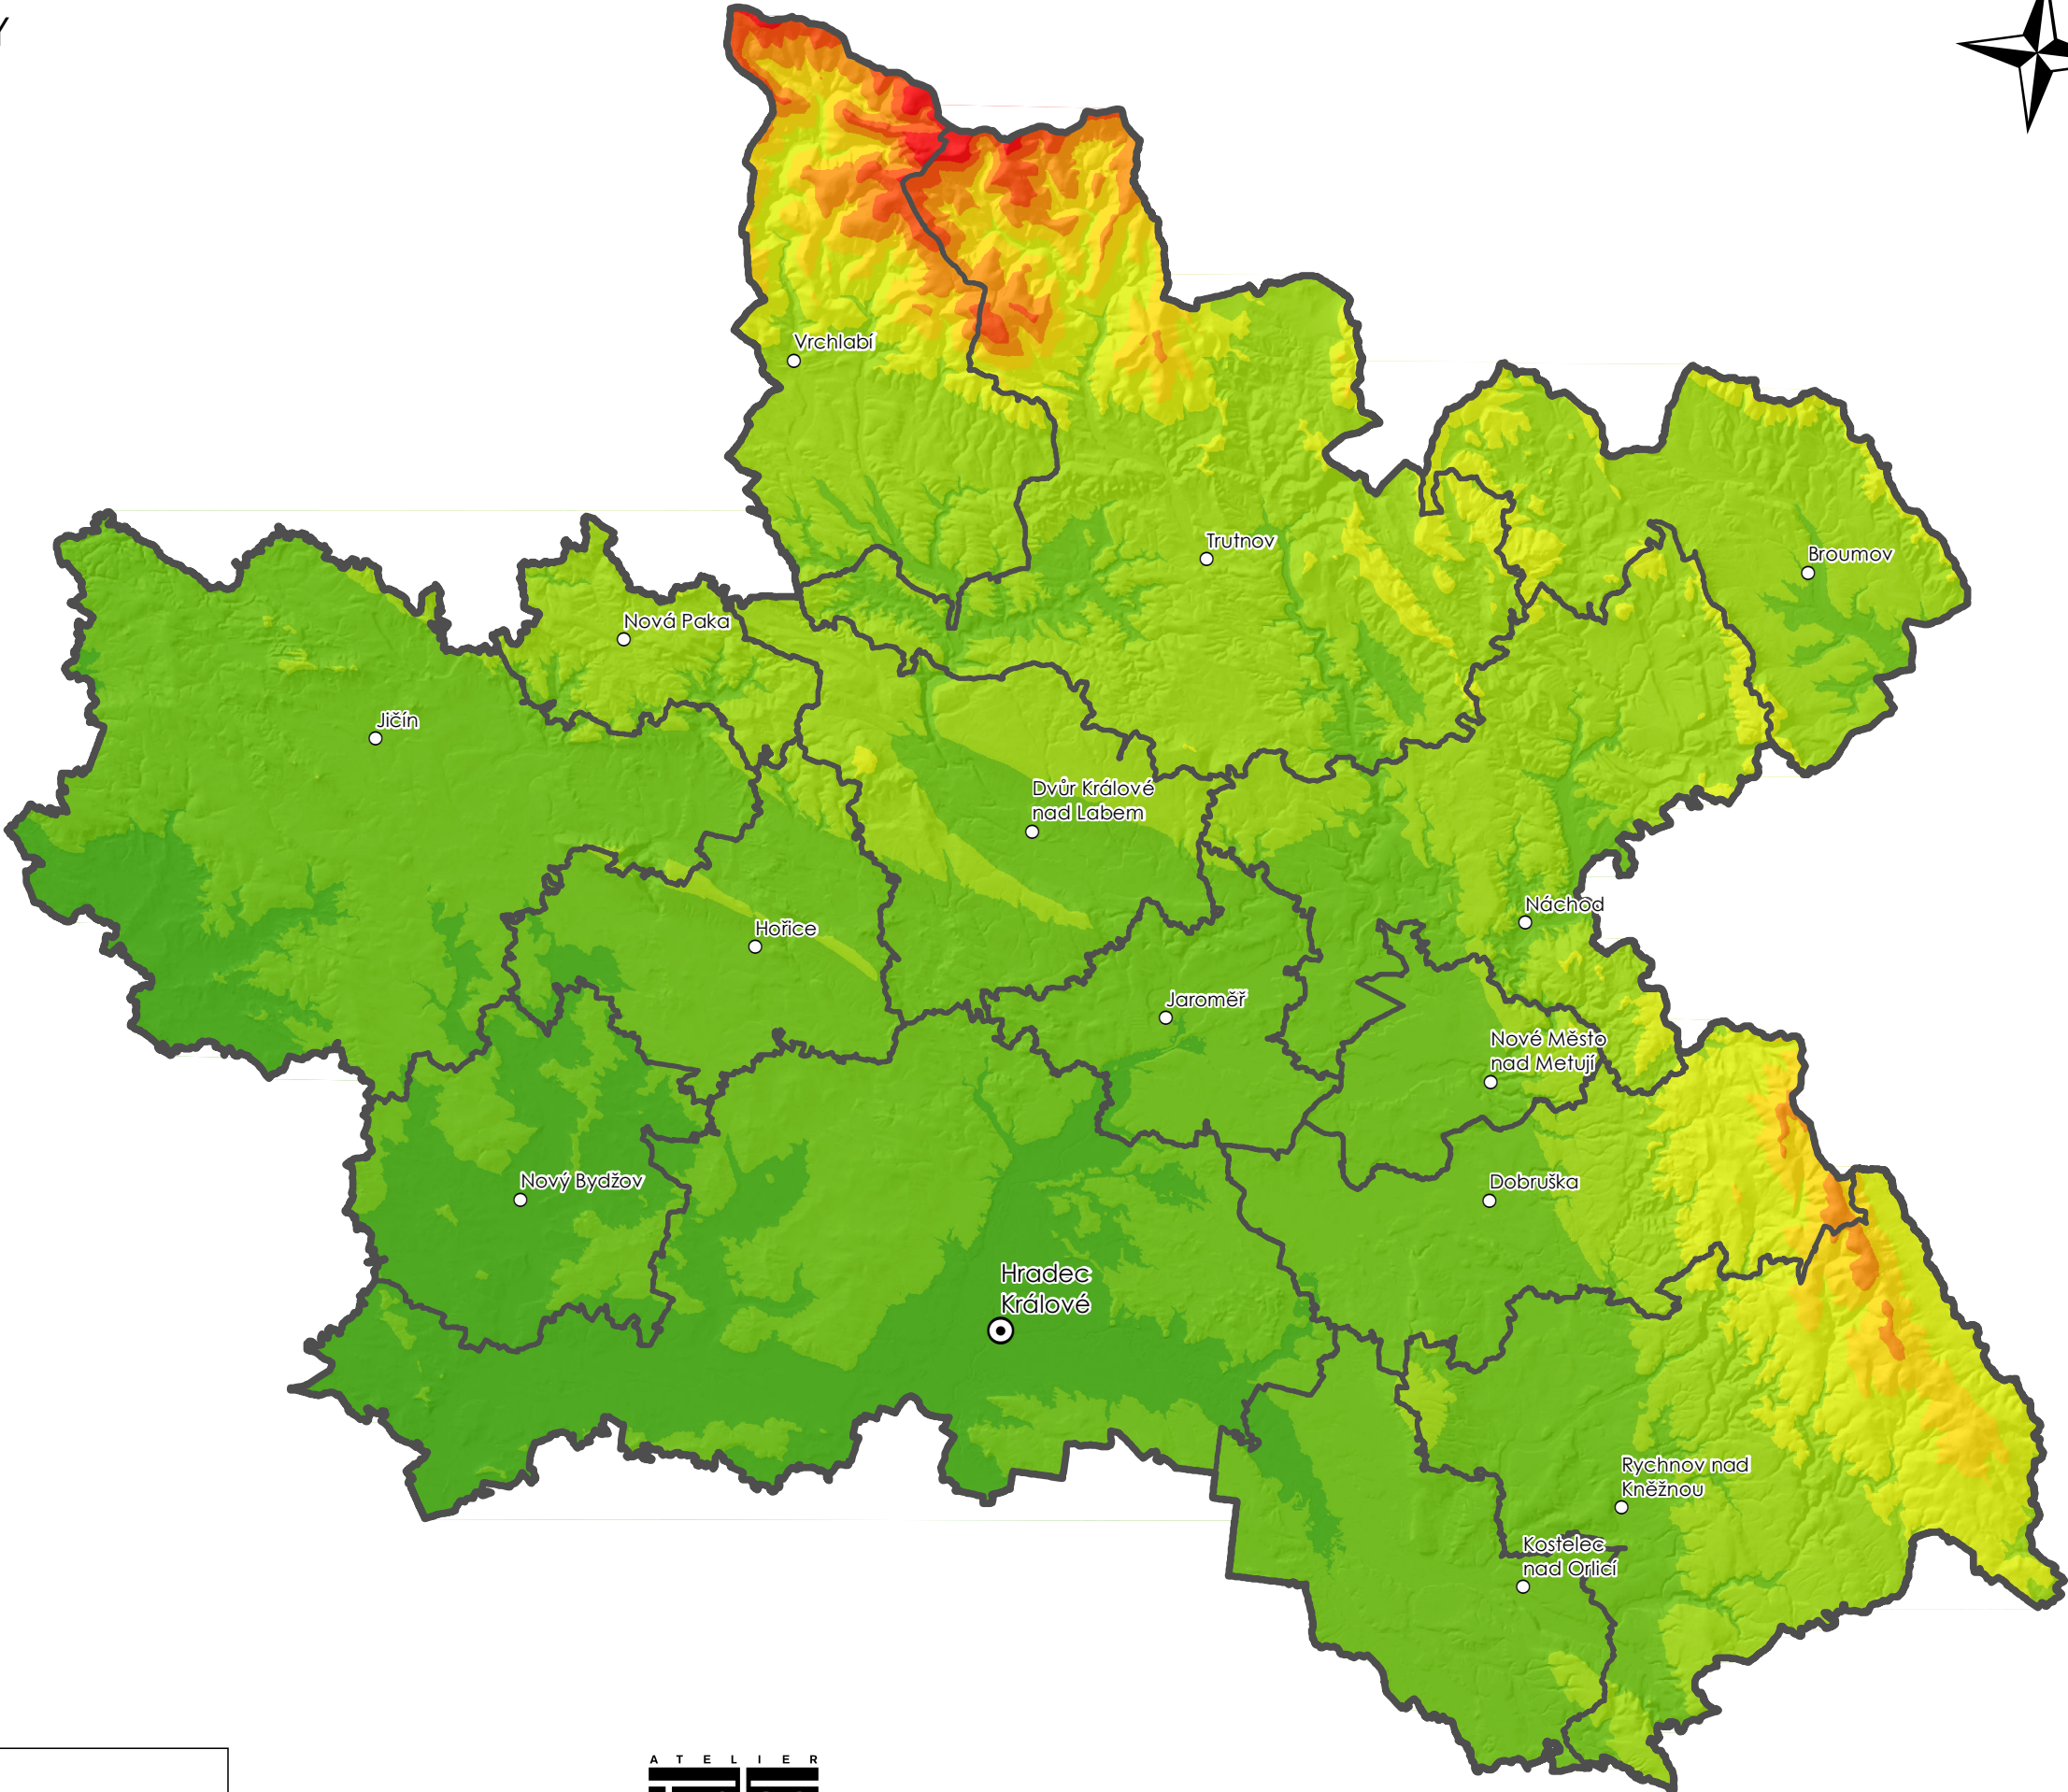 Vrchlabí
Trutnov
Broumov
Nová Paka
Jičín
Dvůr Králové
nad Labem
Náchod
Hořice
Jaroměř
Nové Město
nad Metují
Nový Bydžov
Dobruška
Hradec
Králové
Rychnov nad
Kněžnou
Kostelec
nad Orlicí
ATELIER